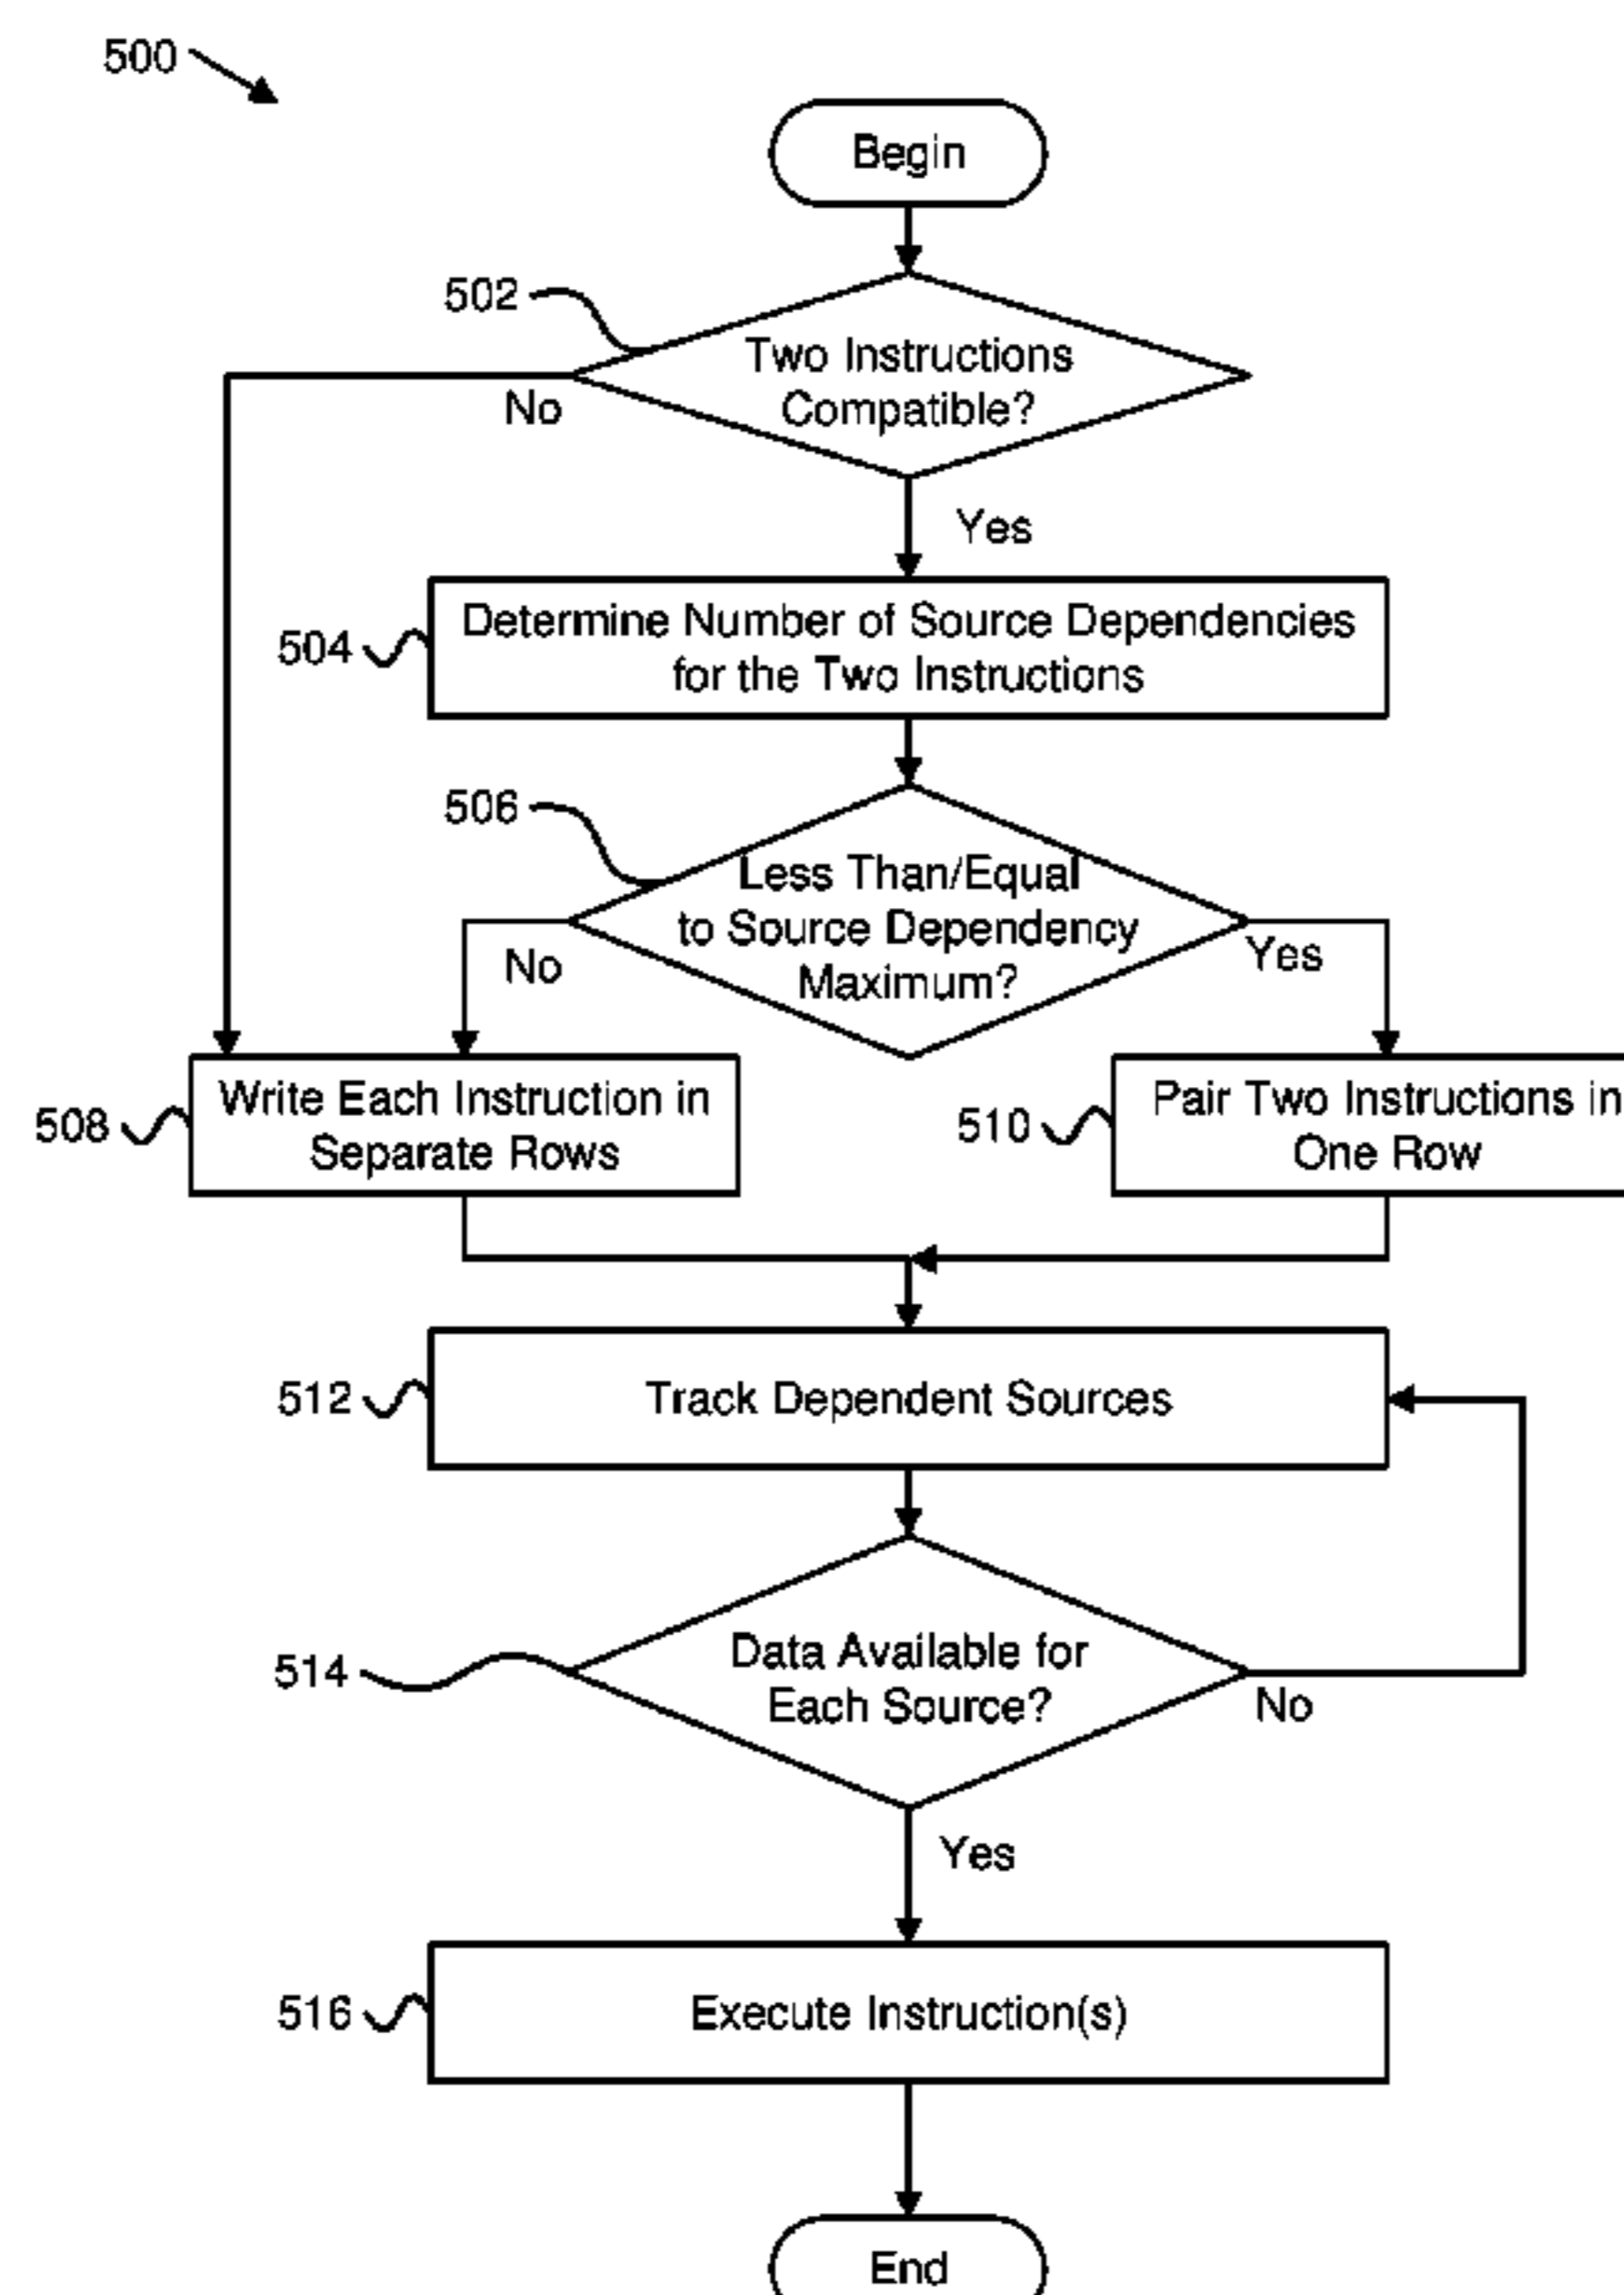 500
Begin
502
Two Instructions
Compatible?
No
Yes
504
Determine Number of Source Dependencies
for the Two Instructions
506
Less Than/Equal
to Source Dependency
Maximum?
No
Yes
508
Write Each Instruction in
Separate Rows
510
Pair Two Instructions in
One Row
512
Track Dependent Sources
514
Data Available for
Each Source?
No
Yes
516
Execute Instruction(s)
End